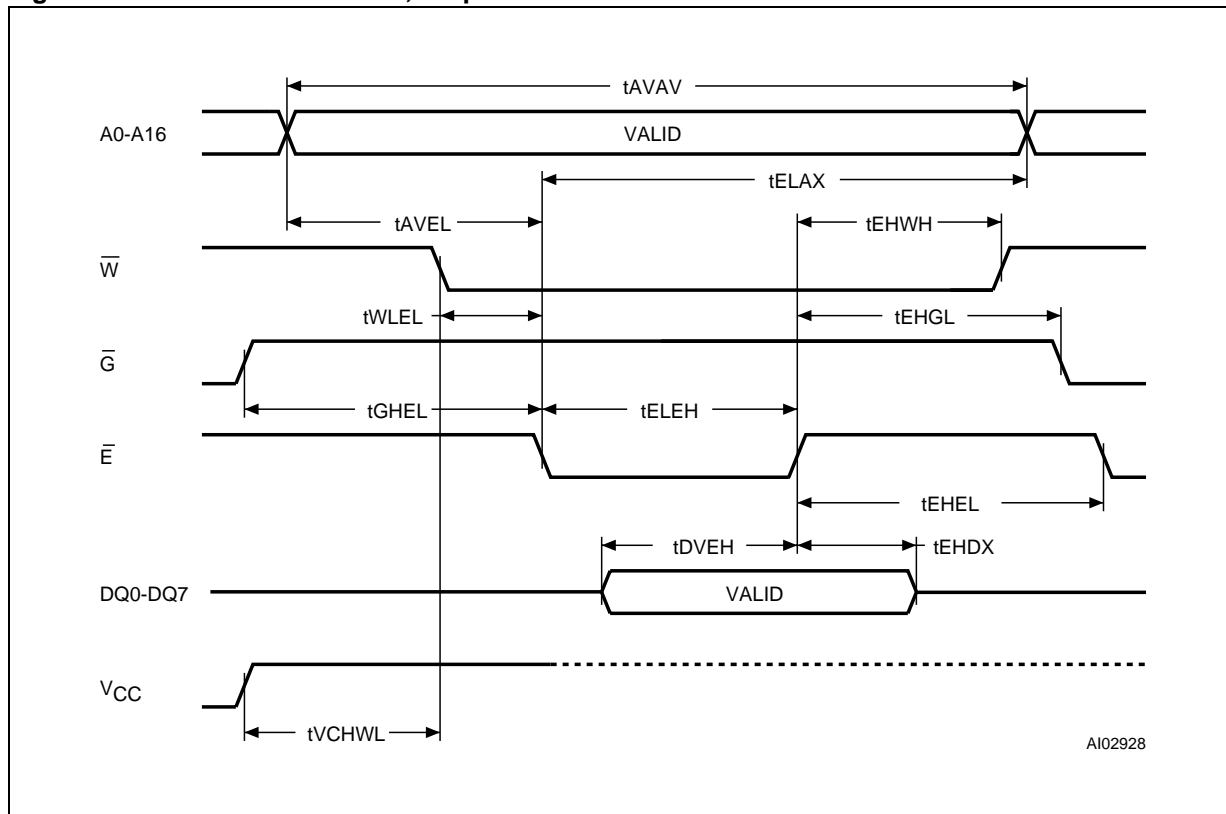 tAVAV
A0-A16
VALID
tELAX
tAVEL
tEHWH
W̅
tWLEL
tEHGL
G̅
tGHEL
tELEH
E̅
tEHEL
tDVEH
tEHDX
DQ0-DQ7
VALID
VCC
tVCHWL
AI02928